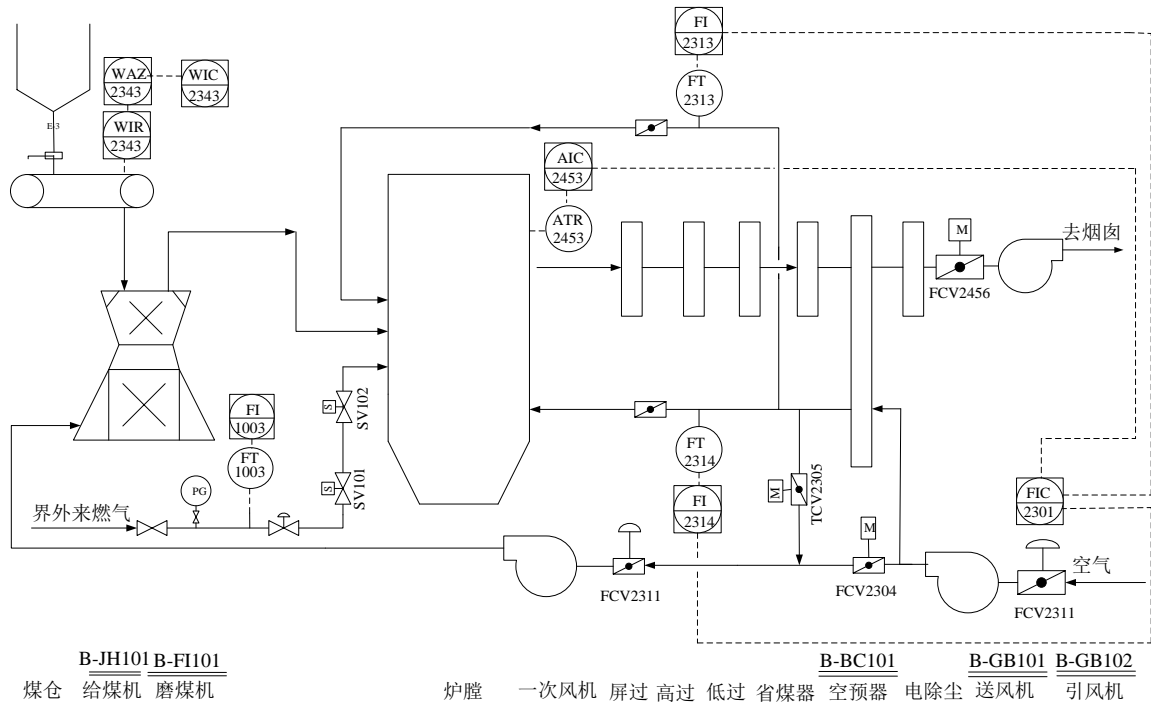 FI
2313
WAZ
2343
WIC
2343
FT
2313
E-3
WIR
2343
AIC
2453
ATR
2453
M
去烟囱
FCV2456
S
SV102
FI
1003
FT
1003
FT
2314
TCV2305
PG
S
SV101
M
FI
2314
FIC
2301
界外来燃气
M
空气
FCV2311
FCV2304
FCV2311
B-JH101 B-FI101 B-BC101 B-GB101 B-GB102
煤仓 给煤机 磨煤机 炉膛 一次风机 屏过 高过 低过 省煤器 空预器 电除尘 送风机 引风机